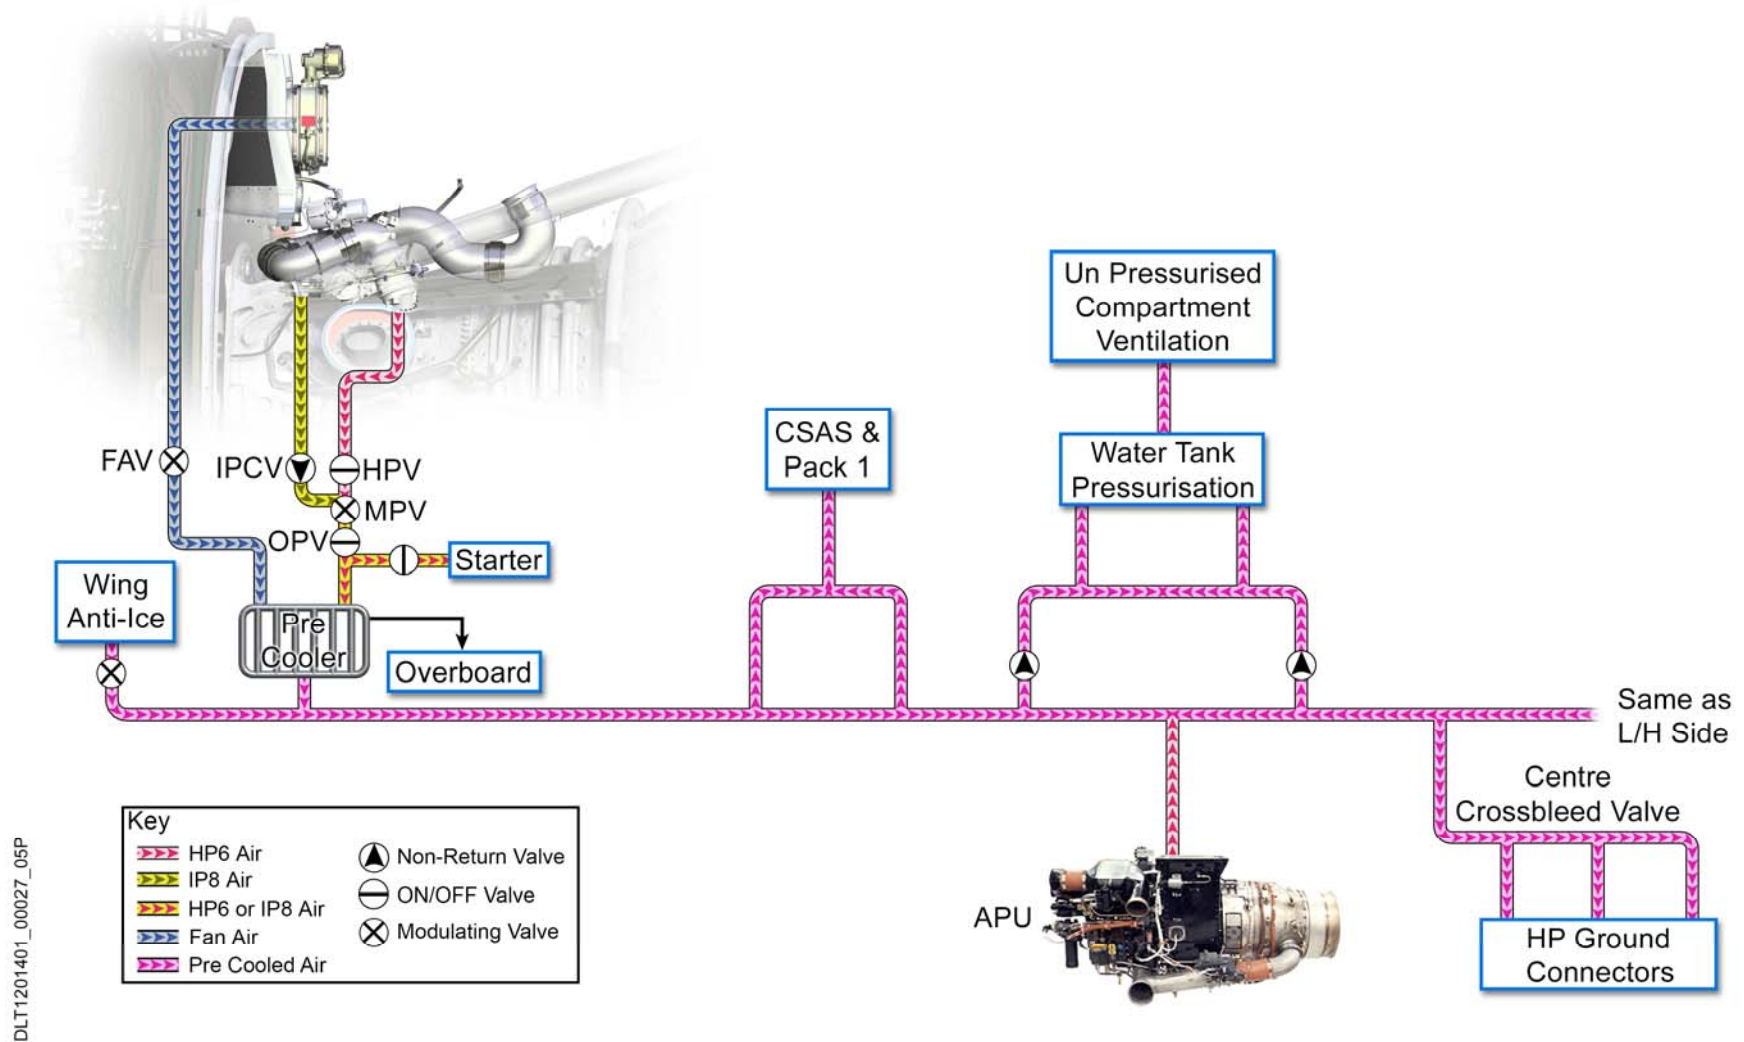 Un Pressurised
Compartment
Ventilation
CSAS &
Pack 1
Water Tank
Pressurisation
FAV
IPCV
HPV
MPV
OPV
Starter
Wing
Anti-Ice
Pre
Cooler
Overboard
Same as
L/H Side
Centre
Crossbleed Valve
Key
HP6 Air
IP8 Air
HP6 or IP8 Air
Fan Air
Pre Cooled Air
Non-Return Valve
ON/OFF Valve
Modulating Valve
APU
HP Ground
Connectors
DLT1201401_00027_05P